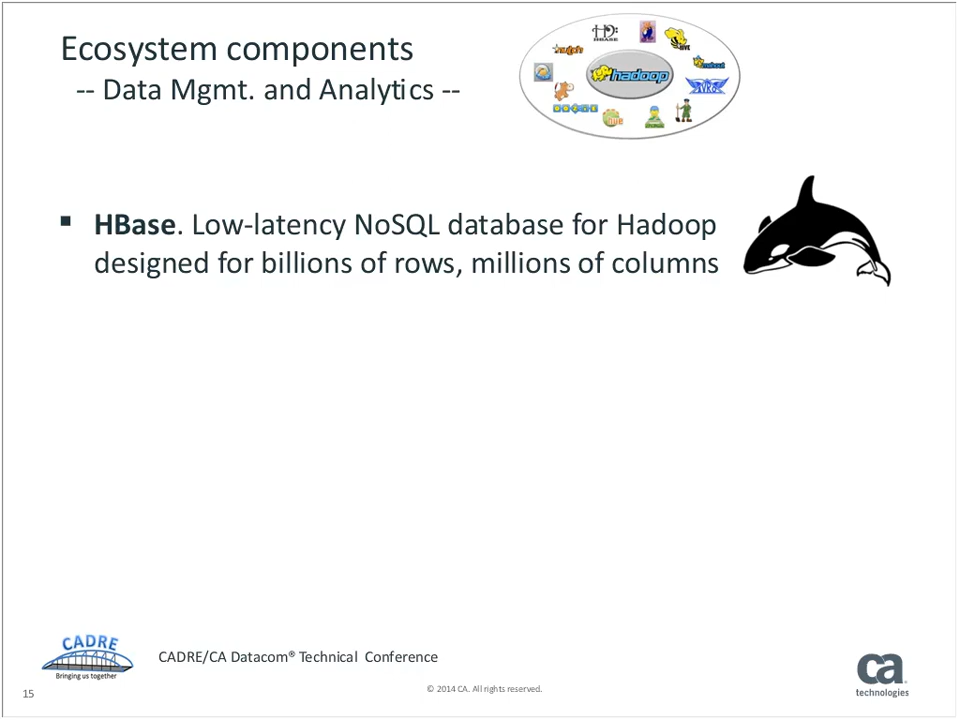 Ecosystem components
-- Data Mgmt. and Analytics --
hadoop
▪ HBase. Low-latency NoSQL database for Hadoop
designed for billions of rows, millions of columns
CADRE
Bringing us together
CADRE/CA Datacom® Technical Conference
ca
technologies
15
© 2014 CA. All rights reserved.